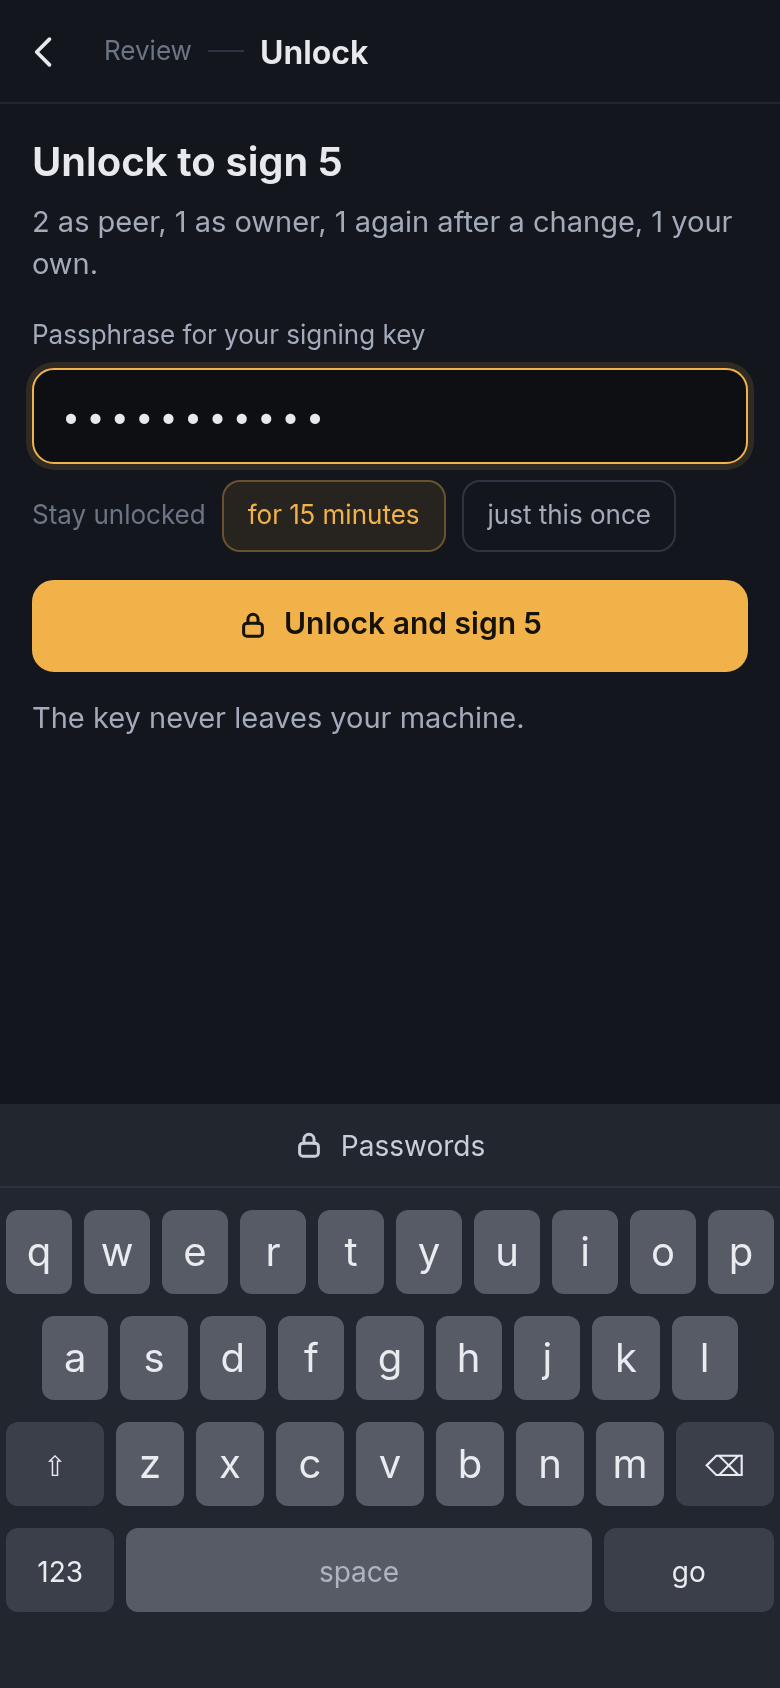 Review — Unlock
Unlock to sign 5
2 as peer, 1 as owner, 1 again after a change, 1 your
own.
Passphrase for your signing key
•••••••••••
Stay unlocked for 15 minutes just this once
Unlock and sign 5
The key never leaves your machine.
Passwords
q w e r t y u i o p
a s d f g h j k l
⇧ z x c v b n m ⌫
123 space go